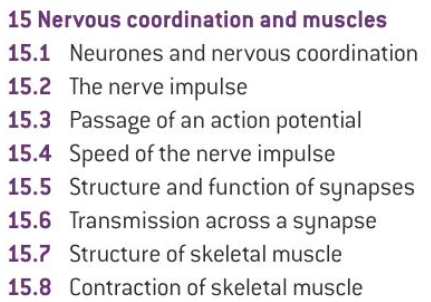 15 Nervous coordination and muscles
15.1 Neurones and nervous coordination
15.2 The nerve impulse
15.3 Passage of an action potential
15.4 Speed of the nerve impulse
15.5 Structure and function of synapses
15.6 Transmission across a synapse
15.7 Structure of skeletal muscle
15.8 Contraction of skeletal muscle